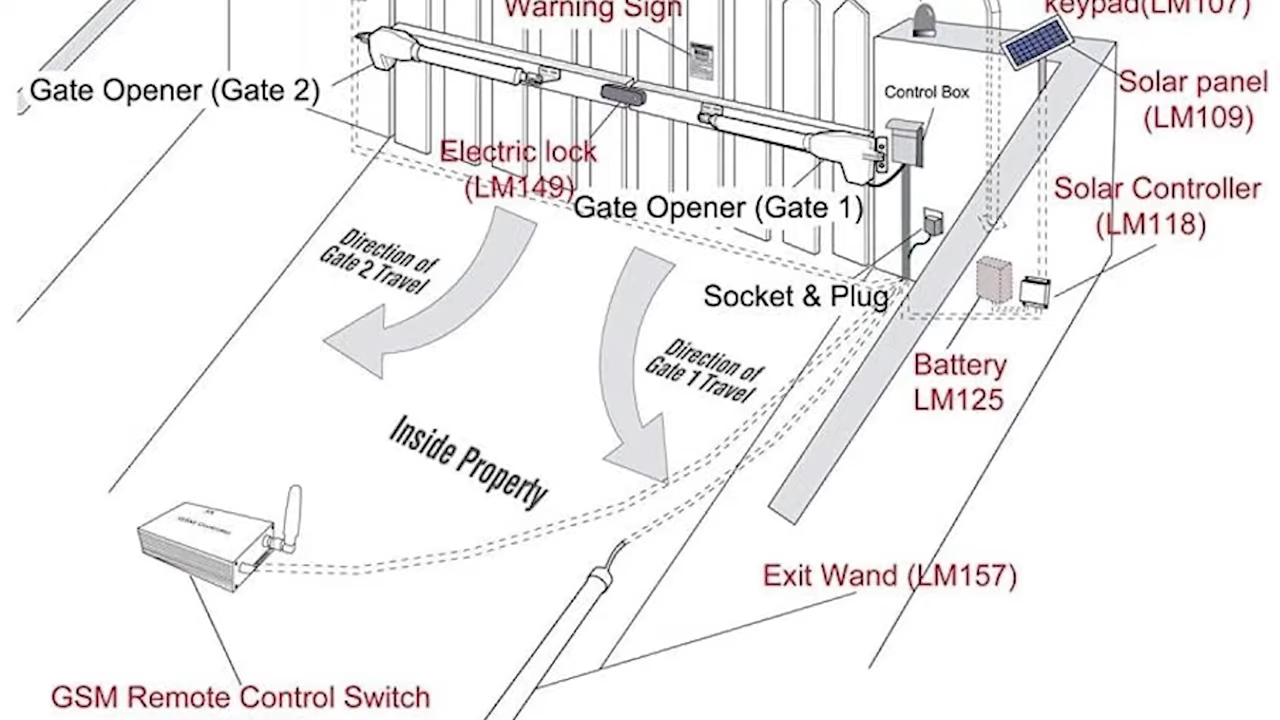 Warning Sign
keypad(LM107)
Gate Opener (Gate 2)
Control Box
Solar panel
(LM109)
Electric lock
(LM149)
Gate Opener (Gate 1)
Solar Controller
(LM118)
Direction of
Gate 2 Travel
Socket & Plug
Direction of
Gate 1 Travel
Battery
LM125
Inside Property
GSM Controller
Exit Wand (LM157)
GSM Remote Control Switch